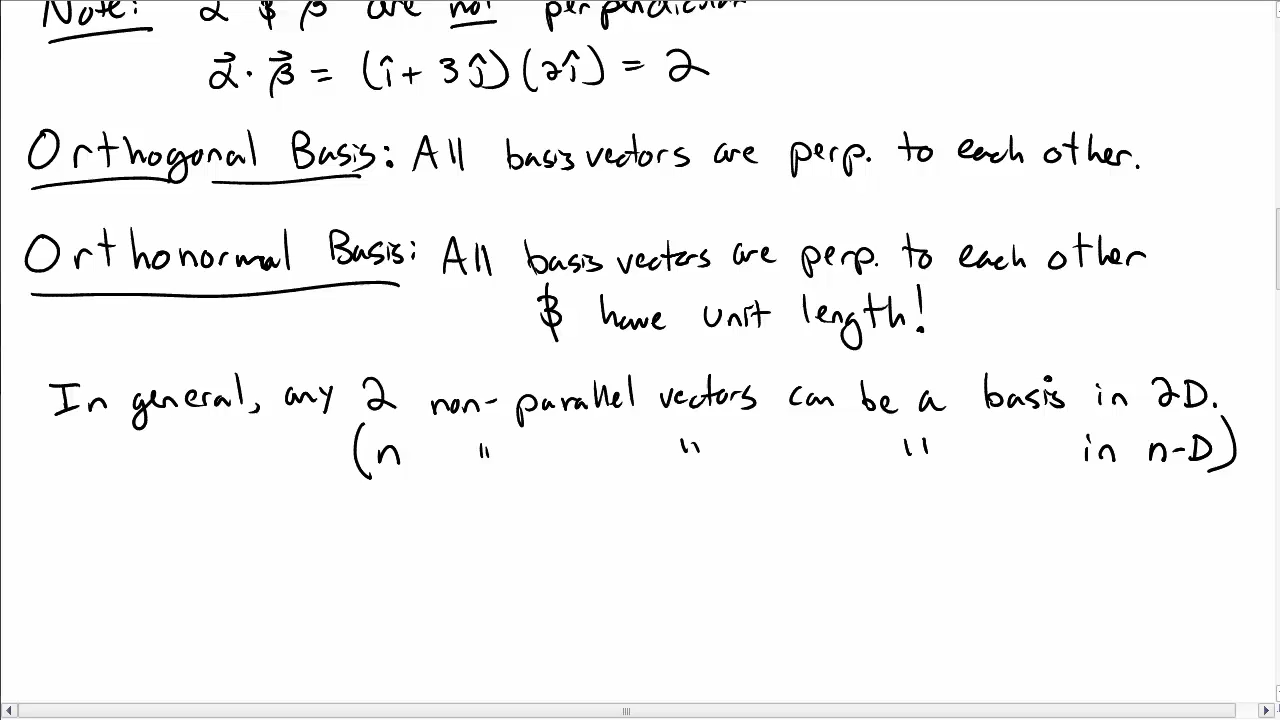 Note: α & β are not perpendicular
α⃗ · β⃗ = (î + 3ĵ)(2î) = 2
Orthogonal Basis: All basis vectors are perp. to each other.
Orthonormal Basis: All basis vectors are perp. to each other
& have unit length!
In general, any 2 non-parallel vectors can be a basis in 2D.
(n " " " in n-D)